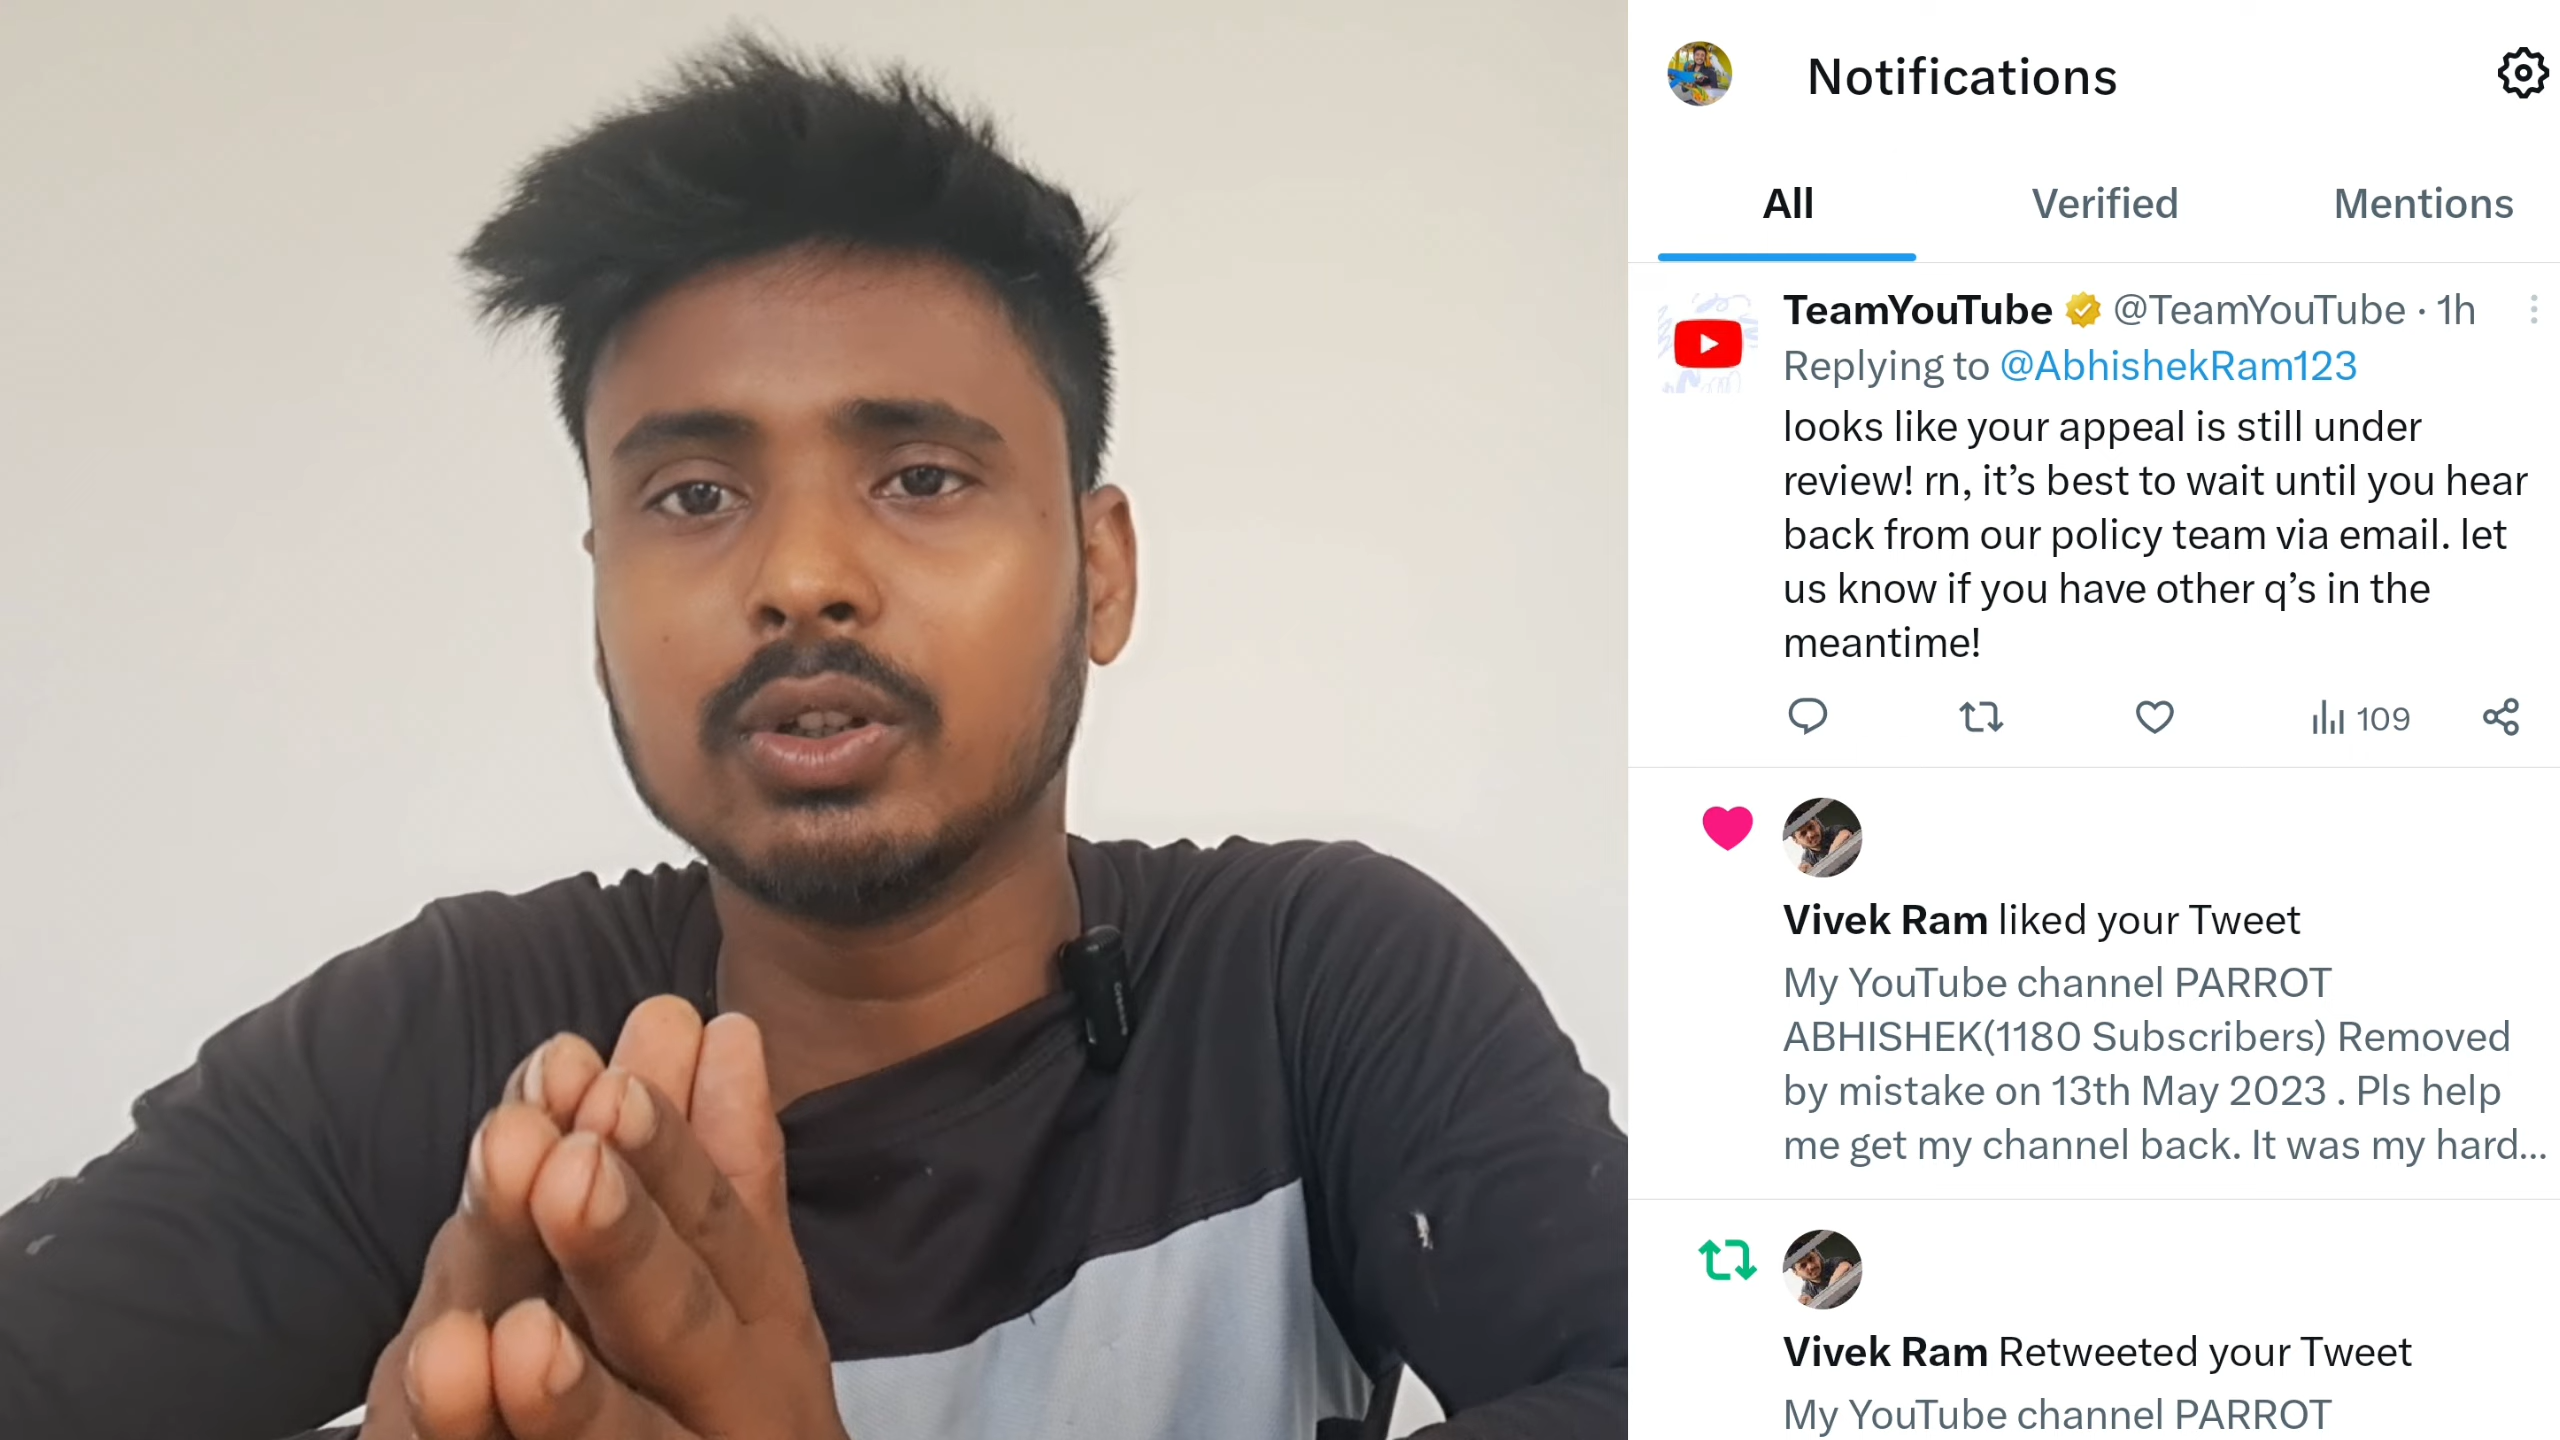 Notifications
All
Verified
Mentions
TeamYouTube @TeamYouTube · 1h
Replying to @AbhishekRam123
looks like your appeal is still under
review! rn, it’s best to wait until you hear
back from our policy team via email. let
us know if you have other q’s in the
meantime!
109
Vivek Ram liked your Tweet
My YouTube channel PARROT
ABHISHEK(1180 Subscribers) Removed
by mistake on 13th May 2023 . Pls help
me get my channel back. It was my hard...
Vivek Ram Retweeted your Tweet
My YouTube channel PARROT